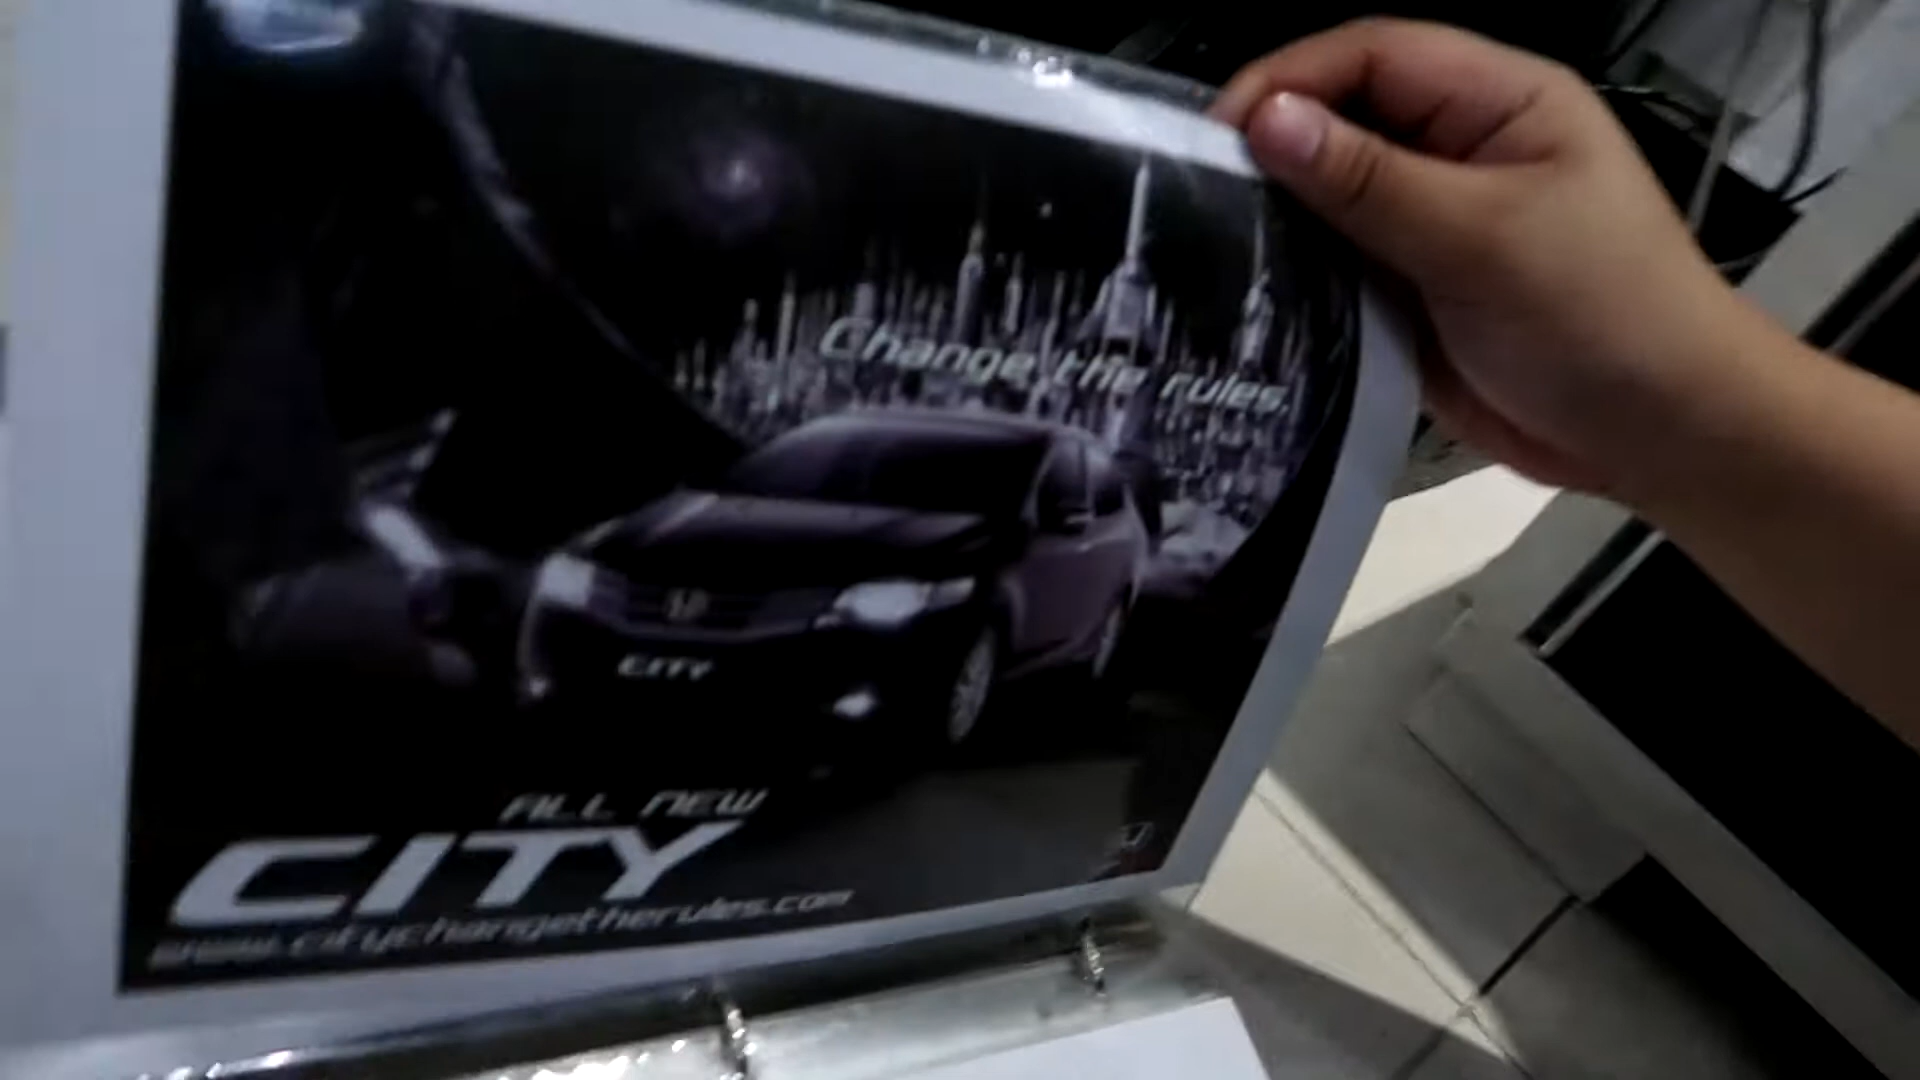 Change the rules.
CITY
ALL NEW
CITY
www.citychangetherules.com